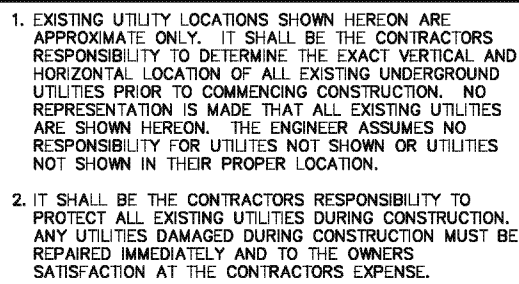 1. EXISTING UTILITY LOCATIONS SHOWN HEREON ARE
APPROXIMATE ONLY. IT SHALL BE THE CONTRACTORS
RESPONSIBILITY TO DETERMINE THE EXACT VERTICAL AND
HORIZONTAL LOCATION OF ALL EXISTING UNDERGROUND
UTILITIES PRIOR TO COMMENCING CONSTRUCTION. NO
REPRESENTATION IS MADE THAT ALL EXISTING UTILITIES
ARE SHOWN HEREON. THE ENGINEER ASSUMES NO
RESPONSIBILITY FOR UTILITES NOT SHOWN OR UTILITIES
NOT SHOWN IN THEIR PROPER LOCATION.
2. IT SHALL BE THE CONTRACTORS RESPONSIBILITY TO
PROTECT ALL EXISTING UTILITIES DURING CONSTRUCTION.
ANY UTILITIES DAMAGED DURING CONSTRUCTION MUST BE
REPAIRED IMMEDIATELY AND TO THE OWNERS
SATISFACTION AT THE CONTRACTORS EXPENSE.